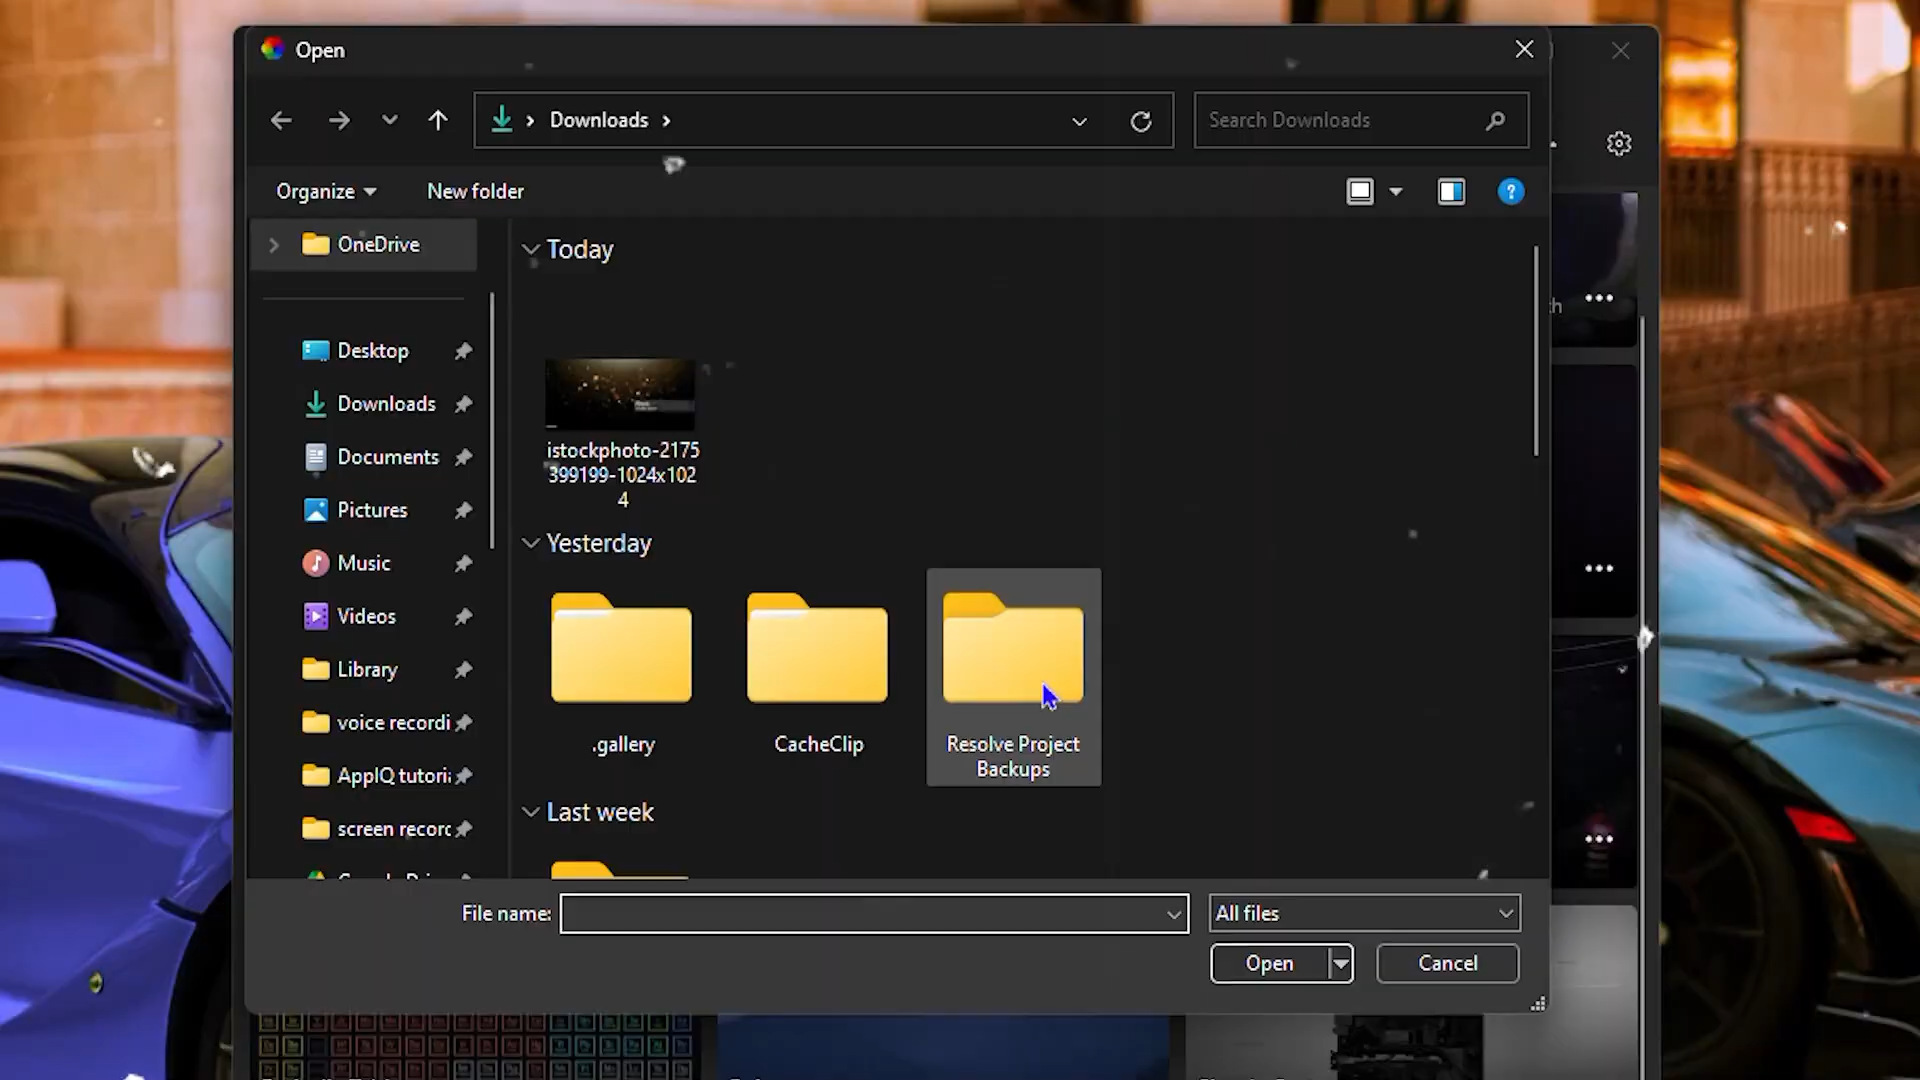 Open
Downloads
Search Downloads
Organize
New folder
OneDrive
Today
Desktop
Downloads
istockphoto-2175
399199-1024x102
4
Documents
Pictures
Yesterday
Music
Videos
Library
voice recordi
.gallery
CacheClip
Resolve Project
Backups
AppIQ tutori
Last week
screen recorc
File name:
All files
Open
Cancel